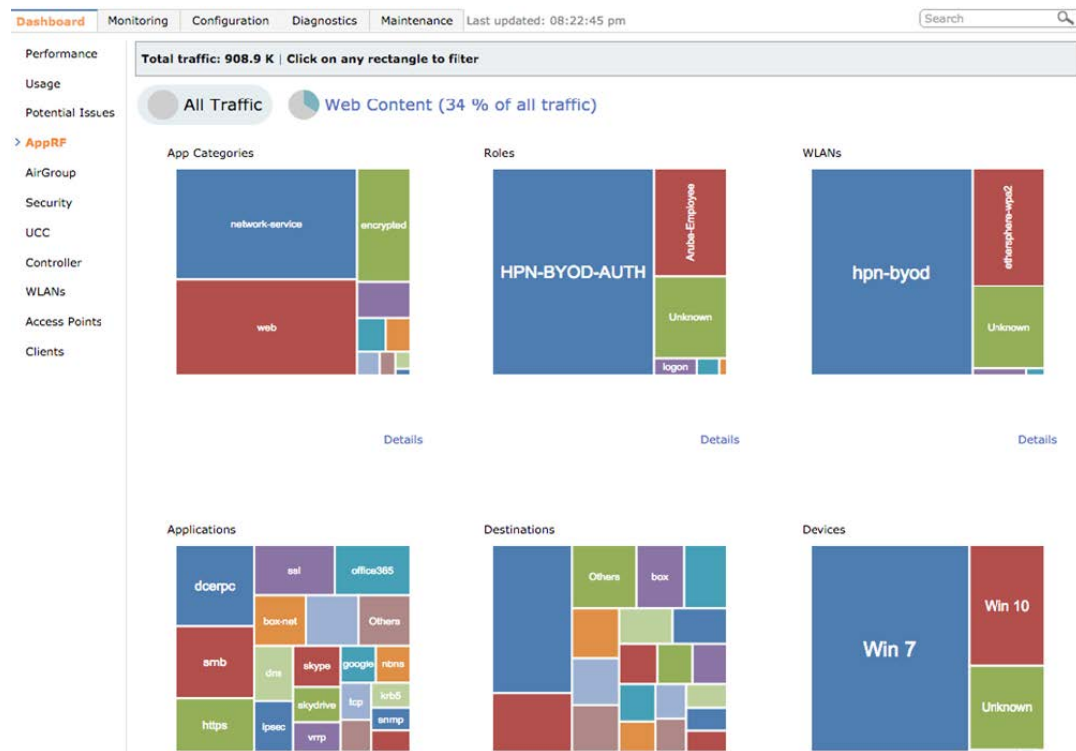 Dashboard Monitoring Configuration Diagnostics Maintenance Last updated: 08:22:45 pm Search
Performance
Usage
Potential Issues
> AppRF
AirGroup
Security
UCC
Controller
WLANs
Access Points
Clients
Total traffic: 908.9 K | Click on any rectangle to filter
All Traffic Web Content (34 % of all traffic)
App Categories
network-service
encrypted
web
Details
Roles
HPN-BYOD-AUTH
Aruba-Employee
Unknown
logon
Details
WLANs
hpn-byod
ethersphere-wpa2
Unknown
Details
Applications
dcerpc
ssl
office365
box-net
Others
smb
dns
skype
google
nbns
skydrive
tcp
krb5
https
ipsec
snmp
vrrp
Destinations
Others
box
Devices
Win 7
Win 10
Unknown